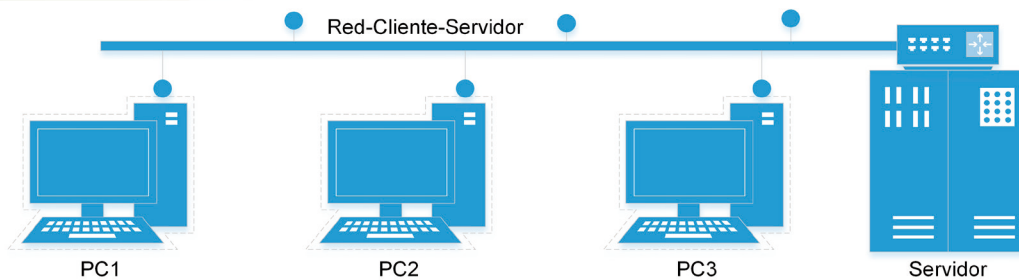 Red-Cliente-Servidor
PC1
PC2
PC3
Servidor